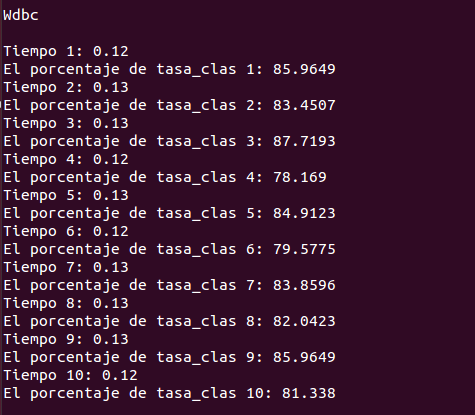 Wdbc
Tiempo 1: 0.12
El porcentaje de tasa_clas 1: 85.9649
Tiempo 2: 0.13
El porcentaje de tasa_clas 2: 83.4507
Tiempo 3: 0.13
El porcentaje de tasa_clas 3: 87.7193
Tiempo 4: 0.12
El porcentaje de tasa_clas 4: 78.169
Tiempo 5: 0.13
El porcentaje de tasa_clas 5: 84.9123
Tiempo 6: 0.12
El porcentaje de tasa_clas 6: 79.5775
Tiempo 7: 0.13
El porcentaje de tasa_clas 7: 83.8596
Tiempo 8: 0.13
El porcentaje de tasa_clas 8: 82.0423
Tiempo 9: 0.13
El porcentaje de tasa_clas 9: 85.9649
Tiempo 10: 0.12
El porcentaje de tasa_clas 10: 81.338